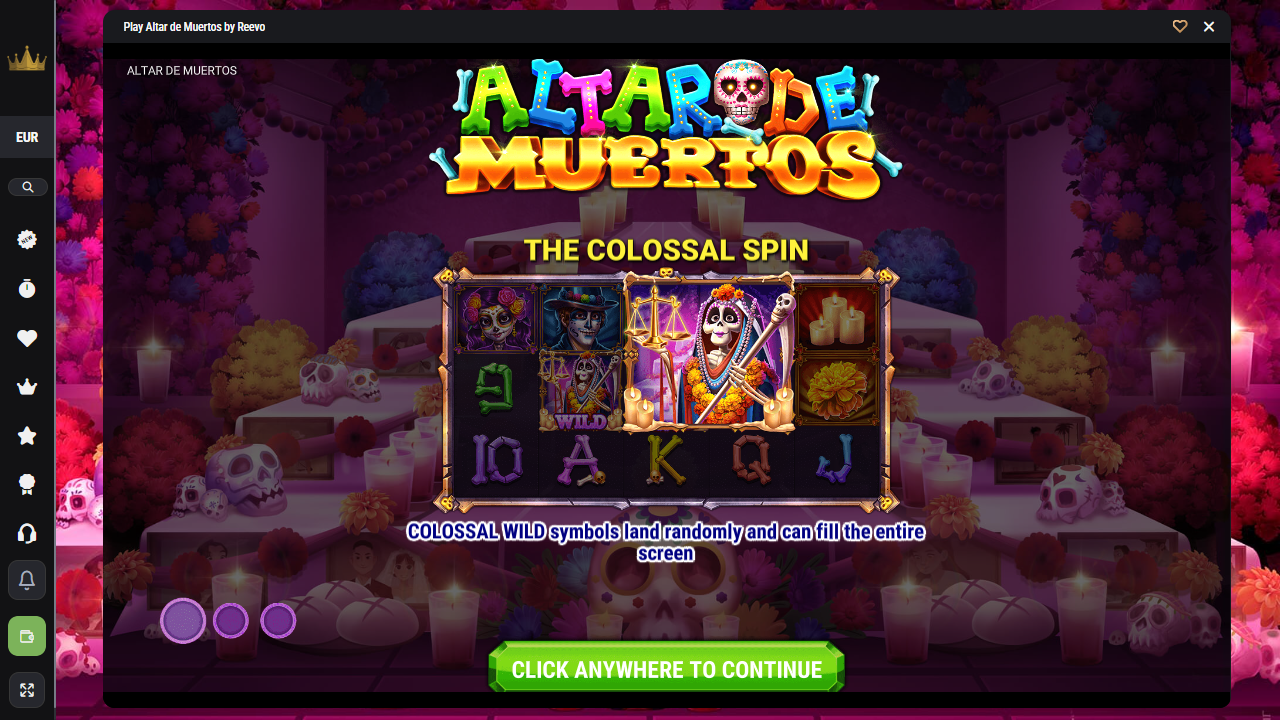 Play Altar de Muertos by Reevo
ALTAR DE MUERTOS
ALTAR DE
MUERTOS
EUR
NEW
THE COLOSSAL SPIN
9
WILD
10 A K Q J
COLOSSAL WILD symbols land randomly and can fill the entire
screen
CLICK ANYWHERE TO CONTINUE